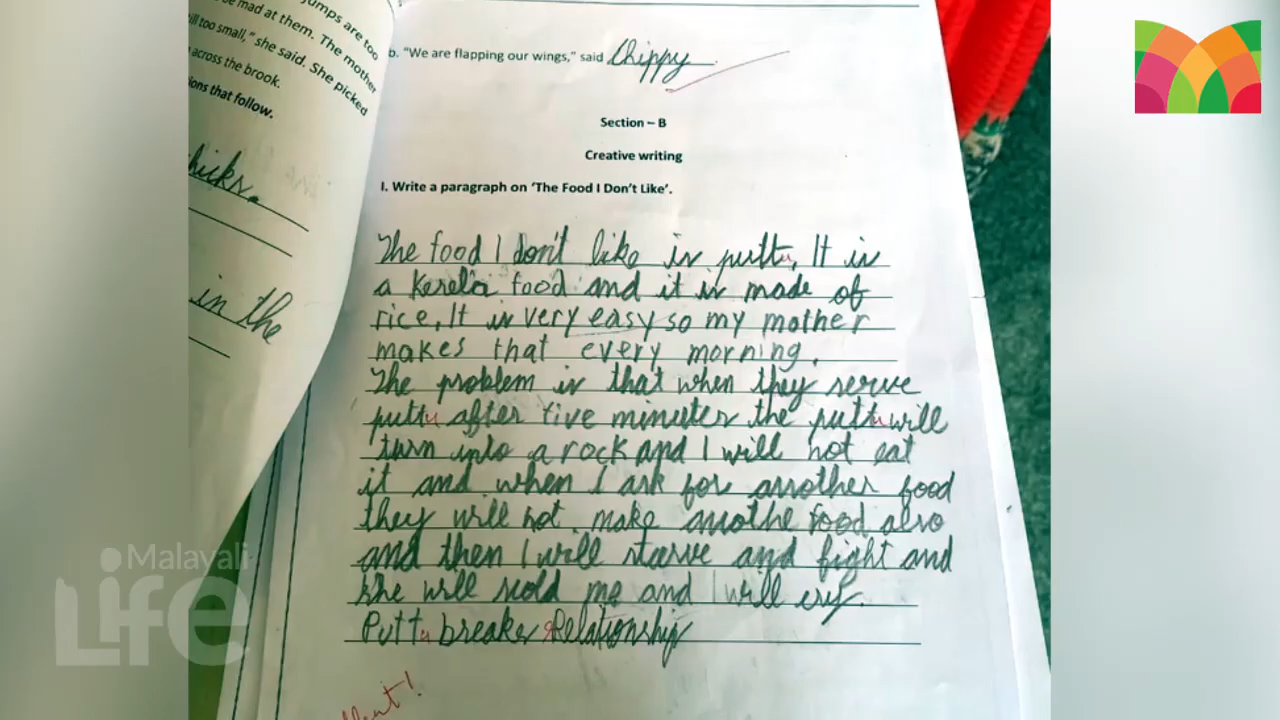 umps are too
be mad at them. The mother
ill too small," she said. She picked
across the brook.
ions that follow.
hicks.
in the
b. "We are flapping our wings," said Chippy.
Section – B
Creative writing
I. Write a paragraph on 'The Food I Don't Like'.
The food I don't like is puttu, It is
a Kerela food and it is made of
rice, It is very easy so my mother
makes that every morning.
The problem is that when they serve
puttu after five minutes the puttu will
turn into a rock and I will not eat
it and when I ask for another food
they will not make anothe food also
and then I will starve and fight and
she will scold me and I will cry.
Puttu breakes Relationship
Malayali
Life